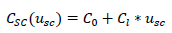 C_SC(u_sc) = C_0 + C_l * u_sc